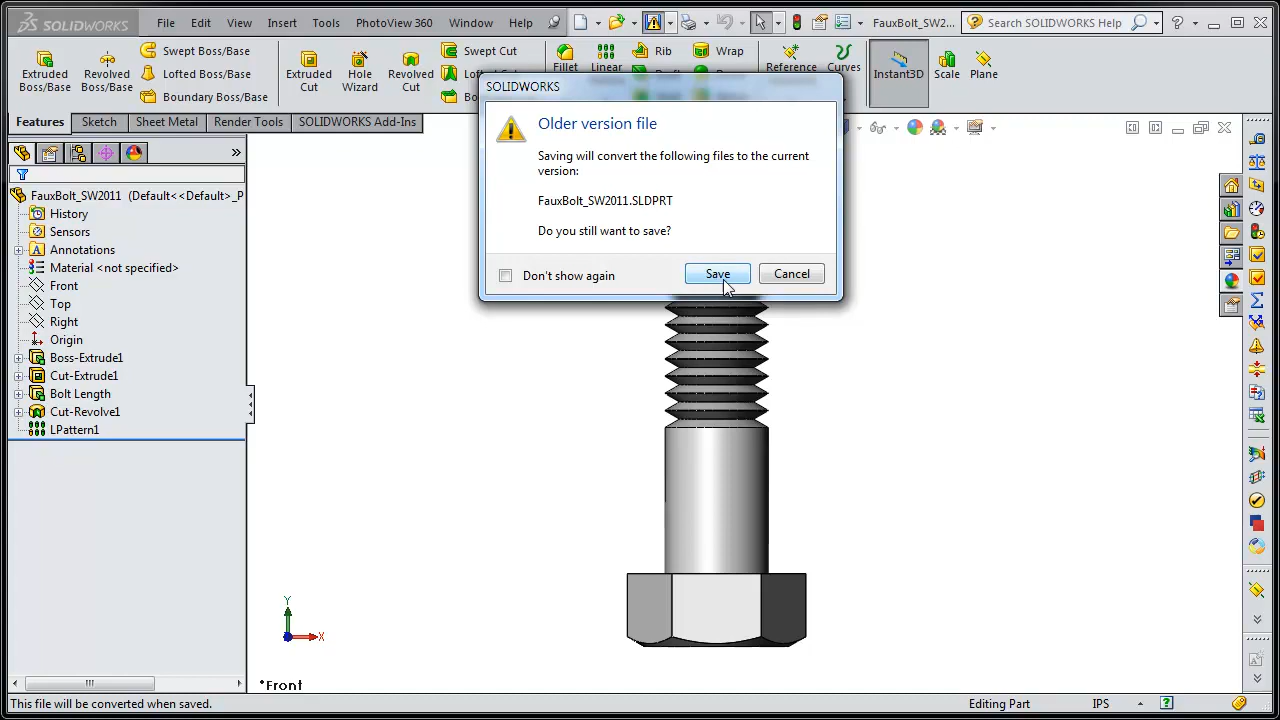 SOLIDWORKS File Edit View Insert Tools PhotoView 360 Window Help FauxBolt_SW2... Search SOLIDWORKS Help
Extruded Boss/Base
Revolved Boss/Base
Swept Boss/Base
Lofted Boss/Base
Boundary Boss/Base
Extruded Cut
Hole Wizard
Revolved Cut
Swept Cut
Fillet
Linear
Rib
Wrap
Reference
Curves
Instant3D
Scale
Plane
Features Sketch Sheet Metal Render Tools SOLIDWORKS Add-Ins
FauxBolt_SW2011 (Default<<Default>_P
History
Sensors
Annotations
Material <not specified>
Front
Top
Right
Origin
Boss-Extrude1
Cut-Extrude1
Bolt Length
Cut-Revolve1
LPattern1
SOLIDWORKS
Older version file
Saving will convert the following files to the current
version:
FauxBolt_SW2011.SLDPRT
Do you still want to save?
Don't show again
Save
Cancel
Y
X
*Front
This file will be converted when saved.
Editing Part
IPS